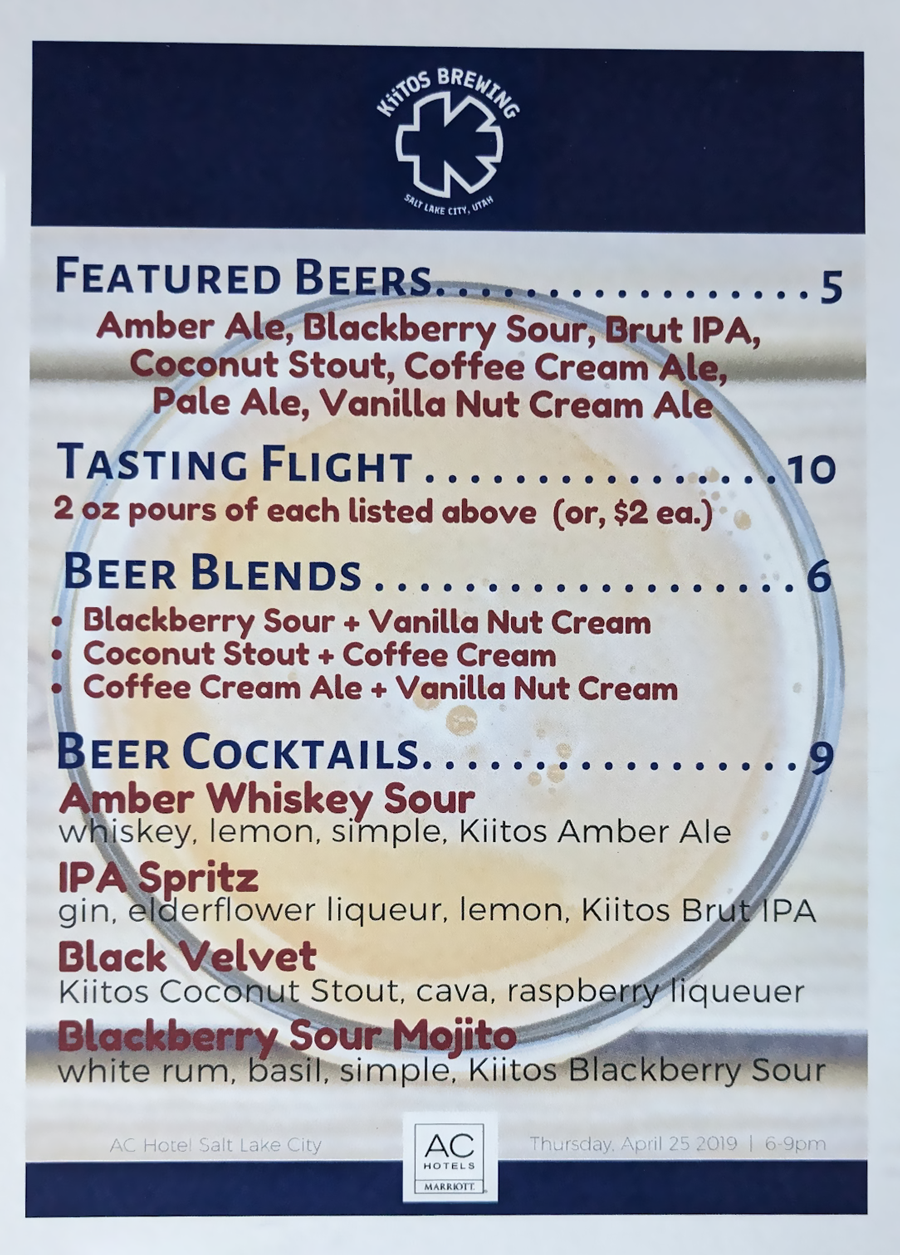 KiiTOS BREWING
SALT LAKE CITY, UTAH
FEATURED BEERS..................5
Amber Ale, Blackberry Sour, Brut IPA,
Coconut Stout, Coffee Cream Ale,
Pale Ale, Vanilla Nut Cream Ale
TASTING FLIGHT................10
2 oz pours of each listed above (or, $2 ea.)
BEER BLENDS...................6
• Blackberry Sour + Vanilla Nut Cream
• Coconut Stout + Coffee Cream
• Coffee Cream Ale + Vanilla Nut Cream
BEER COCKTAILS.................9
Amber Whiskey Sour
whiskey, lemon, simple, Kiitos Amber Ale
IPA Spritz
gin, elderflower liqueur, lemon, Kiitos Brut IPA
Black Velvet
Kiitos Coconut Stout, cava, raspberry liqueuer
Blackberry Sour Mojito
white rum, basil, simple, Kiitos Blackberry Sour
AC Hotel Salt Lake City
AC
HOTELS
MARRIOTT
Thursday, April 25 2019 | 6-9pm